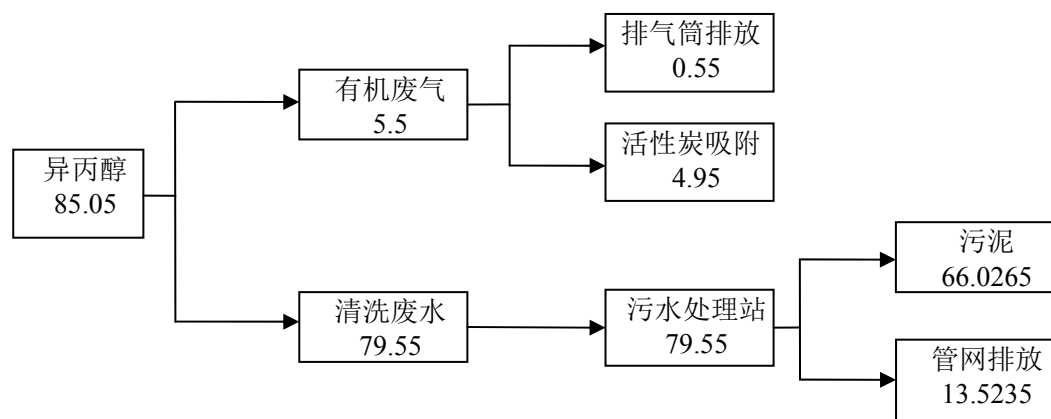 排气筒排放
0.55
有机废气
5.5
活性炭吸附
4.95
异丙醇
85.05
污泥
66.0265
清洗废水
79.55
污水处理站
79.55
管网排放
13.5235